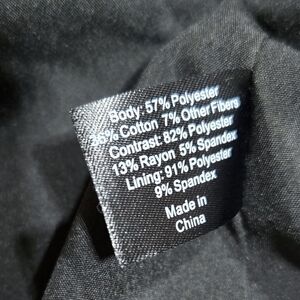 Body: 57% Polyester
35% Cotton 7% Other Fibers
Contrast: 82% Polyester
13% Rayon 5% Spandex
Lining: 91% Polyester
9% Spandex
Made in
China